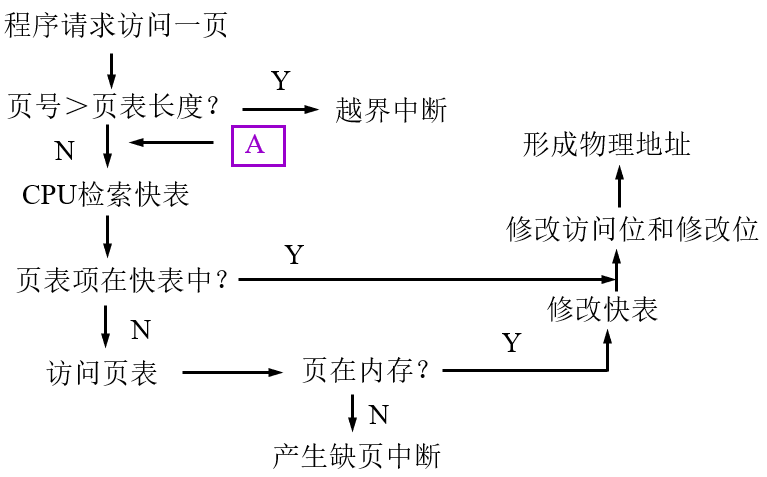 程序请求访问一页
页号＞页表长度？
Y
越界中断
N
A
形成物理地址
CPU检索快表
修改访问位和修改位
页表项在快表中？
Y
修改快表
N
访问页表
页在内存？
Y
N
产生缺页中断